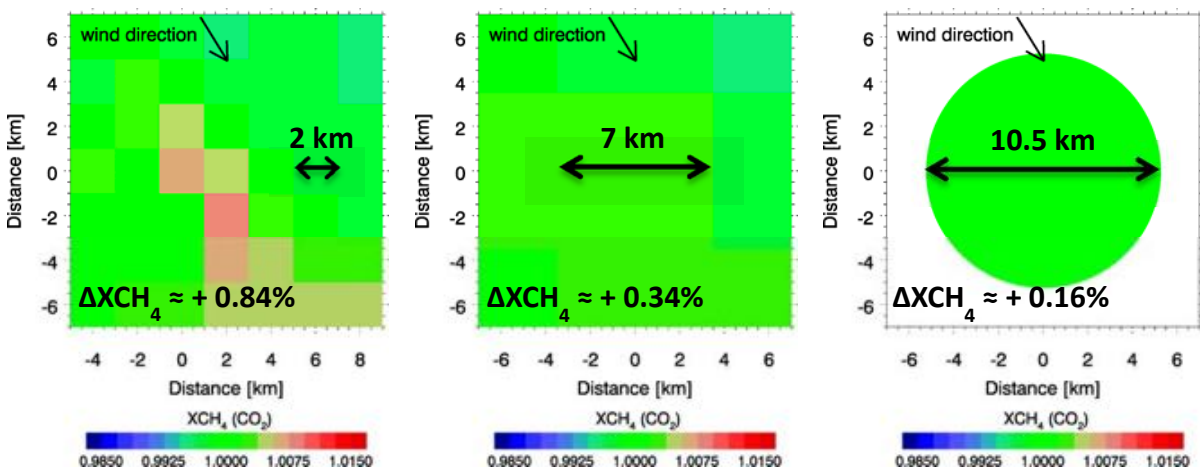 wind direction
2 km
ΔXCH₄ ≈ + 0.84%
Distance [km]
6
4
2
0
-2
-4
-6
-4 -2 0 2 4 6 8
Distance [km]
XCH₄ (CO₂)
0.9850 0.9925 1.0000 1.0075 1.0150
wind direction
7 km
ΔXCH₄ ≈ + 0.34%
Distance [km]
6
4
2
0
-2
-4
-6
-6 -4 -2 0 2 4 6
Distance [km]
XCH₄ (CO₂)
0.9850 0.9925 1.0000 1.0075 1.0150
wind direction
10.5 km
ΔXCH₄ ≈ + 0.16%
Distance [km]
6
4
2
0
-2
-4
-6
-6 -4 -2 0 2 4 6
Distance [km]
XCH₄ (CO₂)
0.9850 0.9925 1.0000 1.0075 1.0150